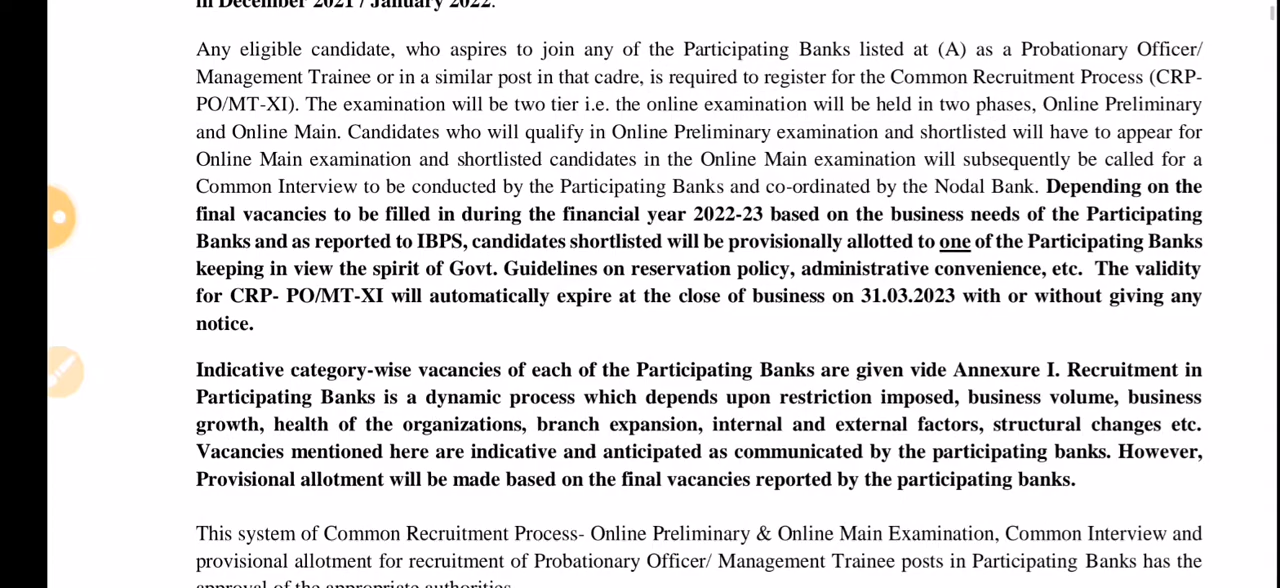 in December 2021 / January 2022.
Any eligible candidate, who aspires to join any of the Participating Banks listed at (A) as a Probationary Officer/
Management Trainee or in a similar post in that cadre, is required to register for the Common Recruitment Process (CRP-
PO/MT-XI). The examination will be two tier i.e. the online examination will be held in two phases, Online Preliminary
and Online Main. Candidates who will qualify in Online Preliminary examination and shortlisted will have to appear for
Online Main examination and shortlisted candidates in the Online Main examination will subsequently be called for a
Common Interview to be conducted by the Participating Banks and co-ordinated by the Nodal Bank. Depending on the
final vacancies to be filled in during the financial year 2022-23 based on the business needs of the Participating
Banks and as reported to IBPS, candidates shortlisted will be provisionally allotted to one of the Participating Banks
keeping in view the spirit of Govt. Guidelines on reservation policy, administrative convenience, etc. The validity
for CRP- PO/MT-XI will automatically expire at the close of business on 31.03.2023 with or without giving any
notice.
Indicative category-wise vacancies of each of the Participating Banks are given vide Annexure I. Recruitment in
Participating Banks is a dynamic process which depends upon restriction imposed, business volume, business
growth, health of the organizations, branch expansion, internal and external factors, structural changes etc.
Vacancies mentioned here are indicative and anticipated as communicated by the participating banks. However,
Provisional allotment will be made based on the final vacancies reported by the participating banks.
This system of Common Recruitment Process- Online Preliminary & Online Main Examination, Common Interview and
provisional allotment for recruitment of Probationary Officer/ Management Trainee posts in Participating Banks has the
approval of the appropriate authorities.